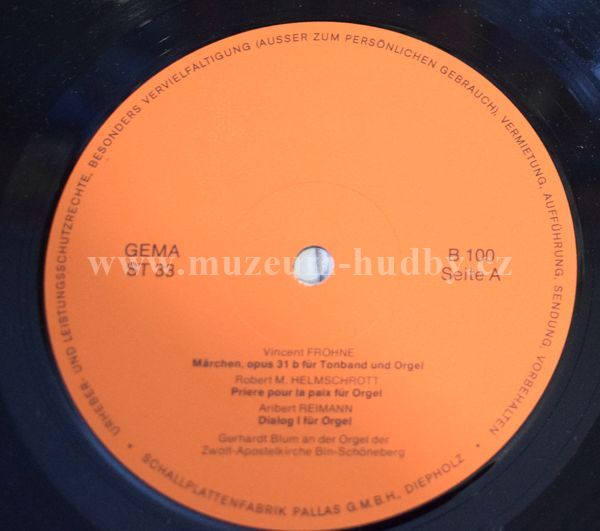 URHEBER- UND LEISTUNGSSCHUTZRECHTE, BESONDERS VERVIELFÄLTIGUNG (AUSSER ZUM PERSÖNLICHEN GEBRAUCH), VERMIETUNG, AUFFÜHRUNG, SENDUNG, VORBEHALTEN
GEMA
ST 33
B 100
Seite A
www.muzeum-hudby.cz
Vincent FROHNE
Märchen, opus 31 b für Tonband und Orgel
Robert M. HELMSCHROTT
Priere pour la paix für Orgel
Aribert REIMANN
Dialog I für Orgel
Gerhardt Blum an der Orgel der
Zwölf-Apostelkirche Bln-Schöneberg
• SCHALLPLATTENFABRIK PALLAS G.M.B.H., DIEPHOLZ •